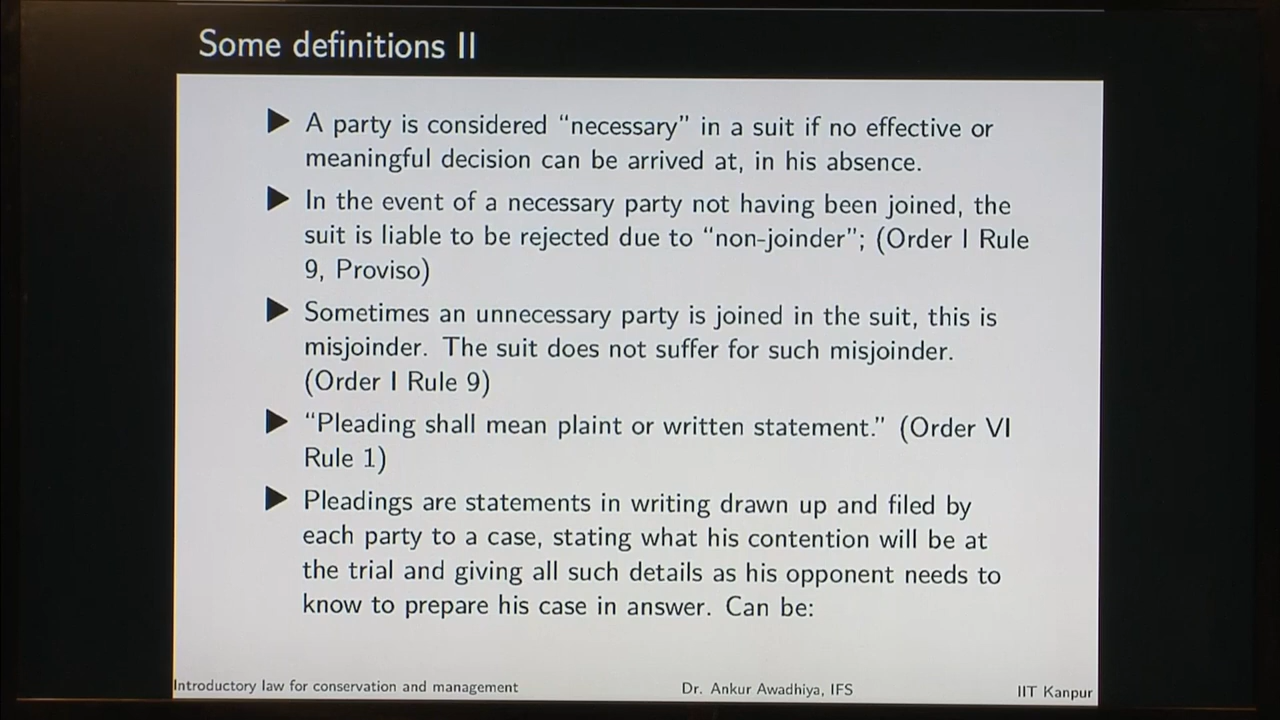 Some definitions II
▶ A party is considered “necessary” in a suit if no effective or
meaningful decision can be arrived at, in his absence.
▶ In the event of a necessary party not having been joined, the
suit is liable to be rejected due to “non-joinder”; (Order I Rule
9, Proviso)
▶ Sometimes an unnecessary party is joined in the suit, this is
misjoinder. The suit does not suffer for such misjoinder.
(Order I Rule 9)
▶ “Pleading shall mean plaint or written statement.” (Order VI
Rule 1)
▶ Pleadings are statements in writing drawn up and filed by
each party to a case, stating what his contention will be at
the trial and giving all such details as his opponent needs to
know to prepare his case in answer. Can be:
Introductory law for conservation and management Dr. Ankur Awadhiya, IFS IIT Kanpur